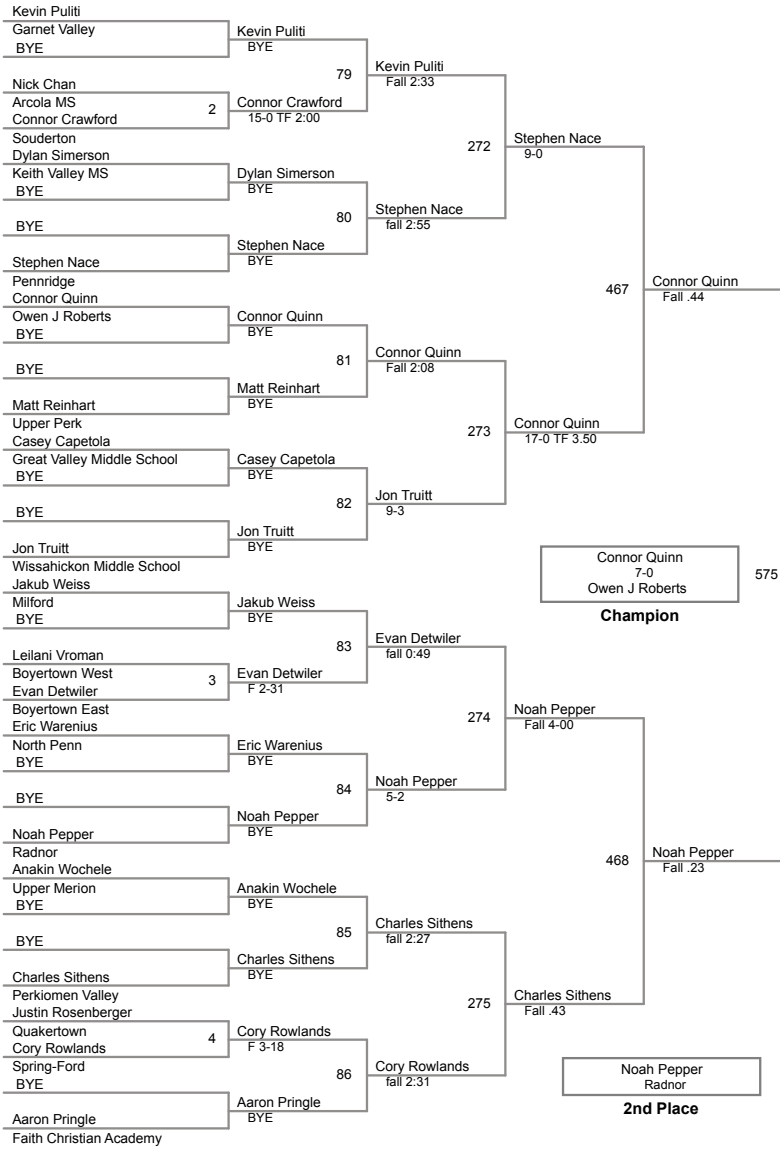 Kevin Puliti
Garnet Valley
BYE
Nick Chan
Arcola MS
Connor Crawford
Souderton
Dylan Simerson
Keith Valley MS
BYE
BYE
Stephen Nace
Pennridge
Connor Quinn
Owen J Roberts
BYE
BYE
Matt Reinhart
Upper Perk
Casey Capetola
Great Valley Middle School
BYE
BYE
Jon Truitt
Wissahickon Middle School
Jakub Weiss
Milford
BYE
Leilani Vroman
Boyertown West
Evan Detwiler
Boyertown East
Eric Warenius
North Penn
BYE
BYE
Noah Pepper
Radnor
Anakin Wochele
Upper Merion
BYE
BYE
Charles Sithens
Perkiomen Valley
Justin Rosenberger
Quakertown
Cory Rowlands
Spring-Ford
BYE
Aaron Pringle
Faith Christian Academy
2
3
4
Kevin Puliti
BYE
Connor Crawford
15-0 TF 2:00
Dylan Simerson
BYE
Stephen Nace
BYE
Connor Quinn
BYE
Matt Reinhart
BYE
Casey Capetola
BYE
Jon Truitt
BYE
Jakub Weiss
BYE
Evan Detwiler
F 2-31
Eric Warenius
BYE
Noah Pepper
BYE
Anakin Wochele
BYE
Charles Sithens
BYE
Cory Rowlands
F 3-18
Aaron Pringle
BYE
79
80
81
82
83
84
85
86
Kevin Puliti
Fall 2:33
Stephen Nace
fall 2:55
Connor Quinn
Fall 2:08
Jon Truitt
9-3
Evan Detwiler
fall 0:49
Noah Pepper
5-2
Charles Sithens
fall 2:27
Cory Rowlands
fall 2:31
272
273
274
275
Stephen Nace
9-0
Connor Quinn
17-0 TF 3.50
Noah Pepper
Fall 4-00
Charles Sithens
Fall .43
467
468
Connor Quinn
Fall .44
Noah Pepper
Fall .23
Connor Quinn
7-0
Owen J Roberts
575
Champion
Noah Pepper
Radnor
2nd Place